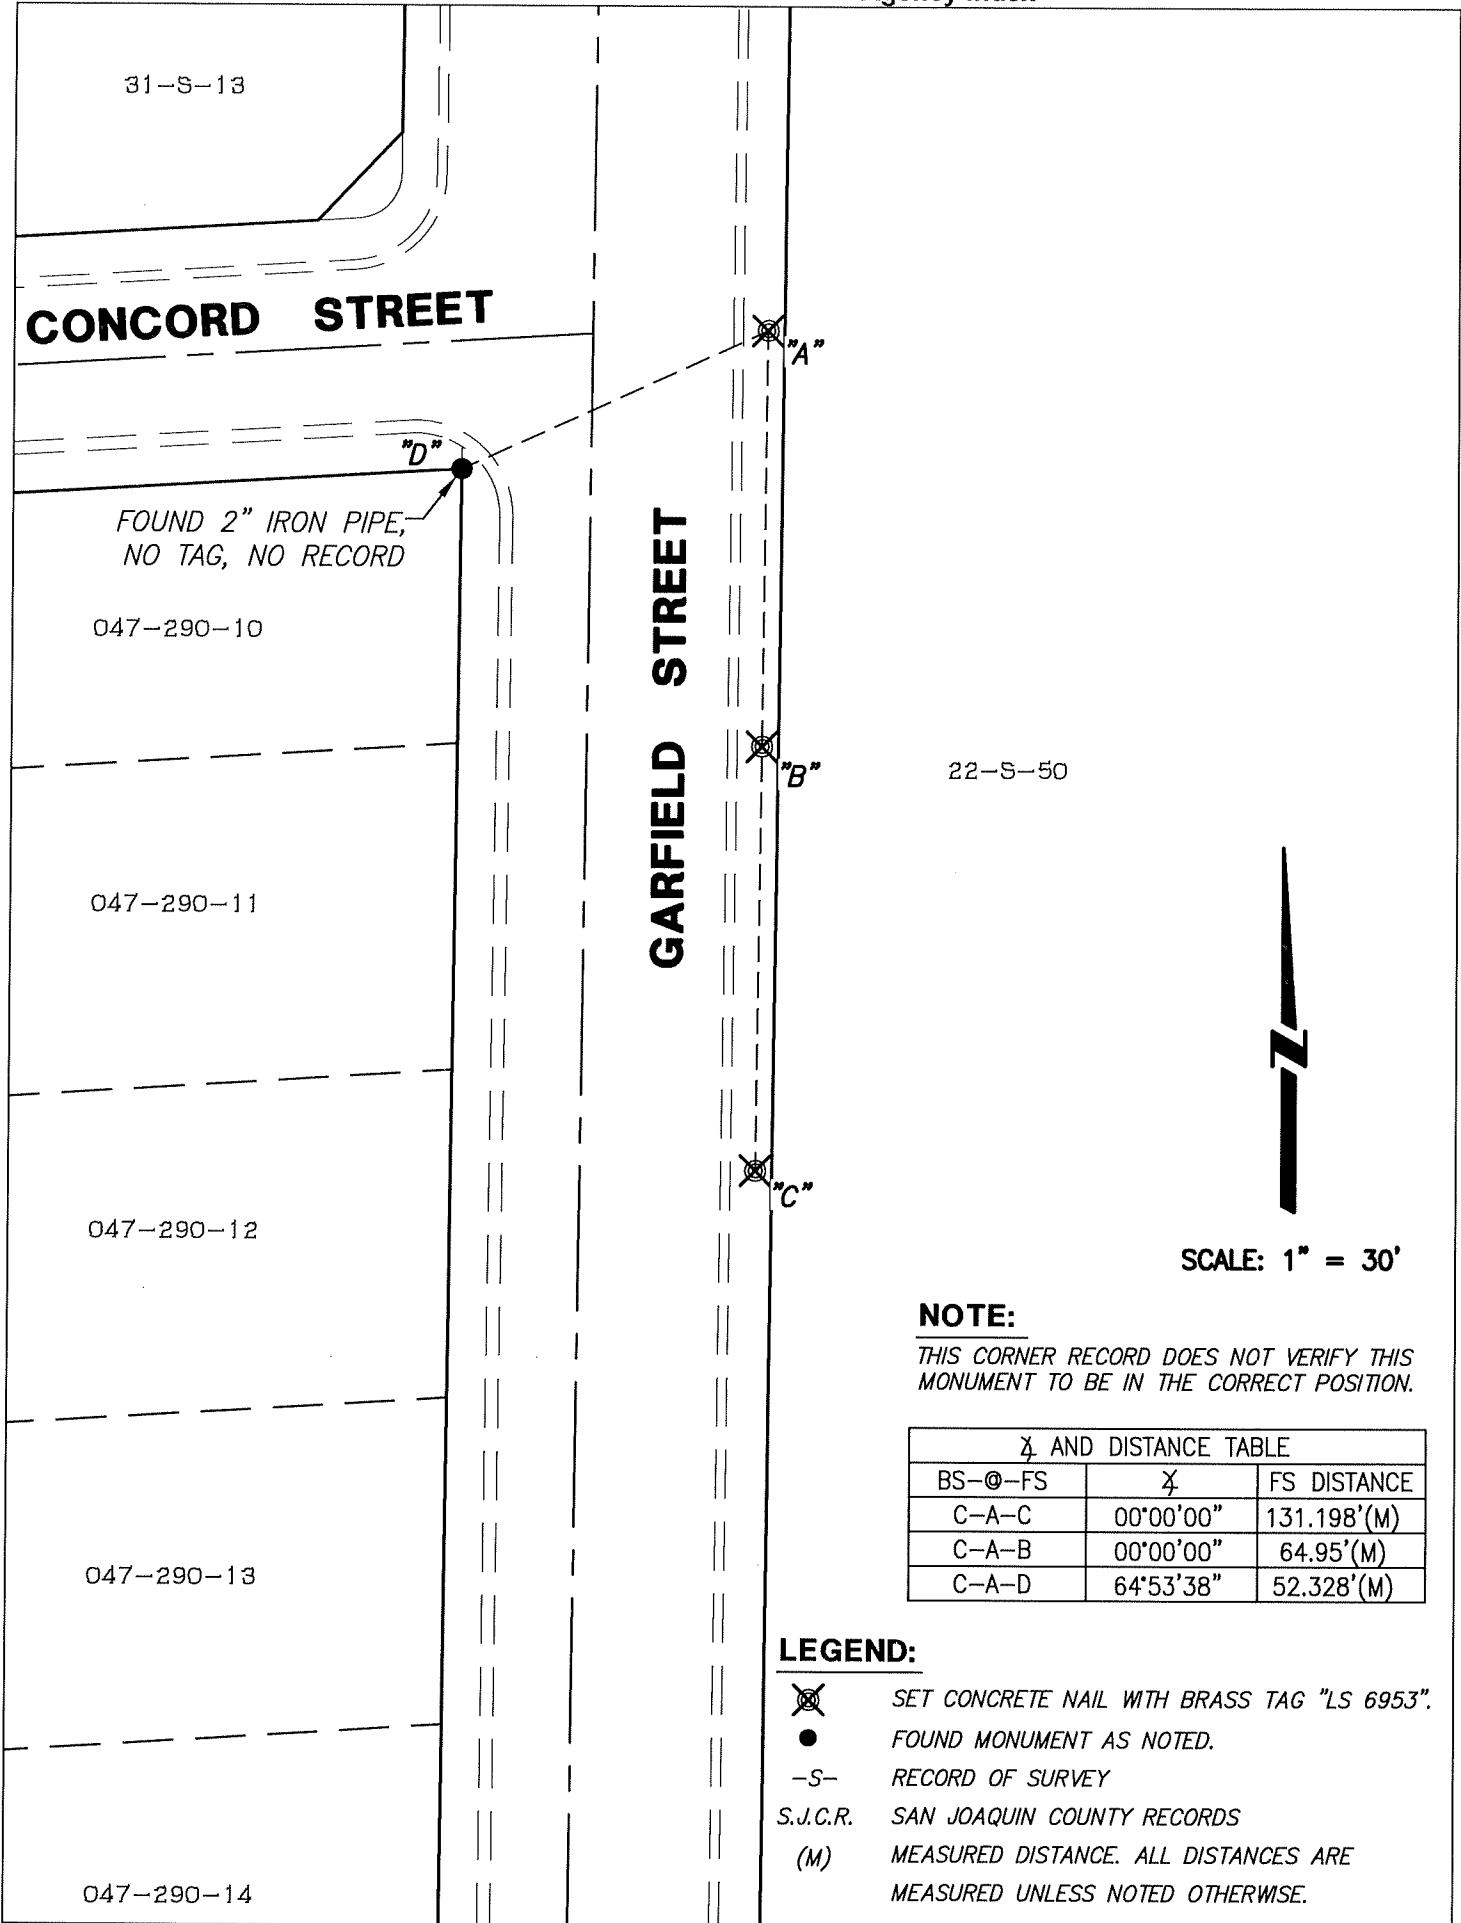 31-S-13
CONCORD STREET
"A"
"D"
FOUND 2" IRON PIPE,
NO TAG, NO RECORD
GARFIELD STREET
047-290-10
"B"
22-S-50
047-290-11
"C"
047-290-12
SCALE: 1" = 30'
NOTE:
THIS CORNER RECORD DOES NOT VERIFY THIS
MONUMENT TO BE IN THE CORRECT POSITION.
∡ AND DISTANCE TABLE
BS-@-FS ∡ FS DISTANCE
C-A-C 00°00'00" 131.198'(M)
C-A-B 00°00'00" 64.95'(M)
C-A-D 64°53'38" 52.328'(M)
047-290-13
LEGEND:
SET CONCRETE NAIL WITH BRASS TAG "LS 6953".
FOUND MONUMENT AS NOTED.
-S- RECORD OF SURVEY
S.J.C.R. SAN JOAQUIN COUNTY RECORDS
(M) MEASURED DISTANCE. ALL DISTANCES ARE
MEASURED UNLESS NOTED OTHERWISE.
047-290-14